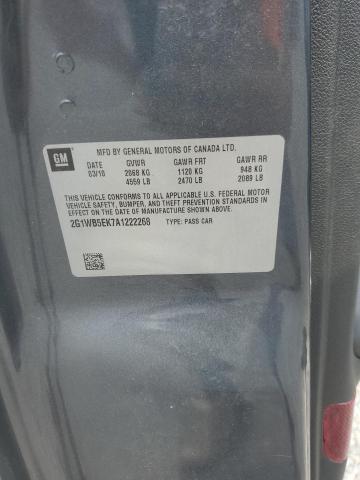 GM
MFD BY GENERAL MOTORS OF CANADA LTD.
DATE GVWR GAWR FRT GAWR RR
03/10 2068 KG 1120 KG 948 KG
4559 LB 2470 LB 2089 LB
THIS VEHICLE CONFORMS TO ALL APPLICABLE U.S. FEDERAL MOTOR
VEHICLE SAFETY, BUMPER, AND THEFT PREVENTION STANDARDS IN
EFFECT ON THE DATE OF MANUFACTURE SHOWN ABOVE.
2G1WB5EK7A1222268 TYPE: PASS CAR